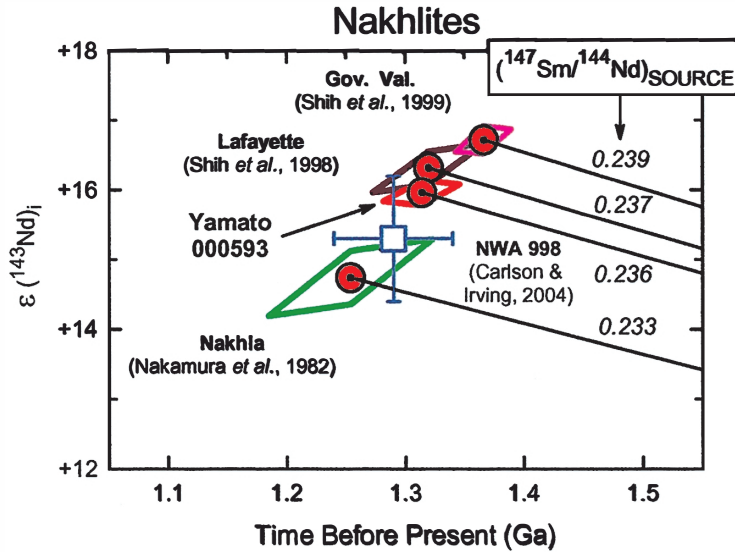 Nakhlites
(¹⁴⁷Sm/¹⁴⁴Nd)SOURCE
Gov. Val.
(Shih et al., 1999)
Lafayette
(Shih et al., 1998)
Yamato
000593
NWA 998
(Carlson &
Irving, 2004)
Nakhla
(Nakamura et al., 1982)
0.239
0.237
0.236
0.233
ε (¹⁴³Nd)i
+18
+16
+14
+12
1.1 1.2 1.3 1.4 1.5
Time Before Present (Ga)